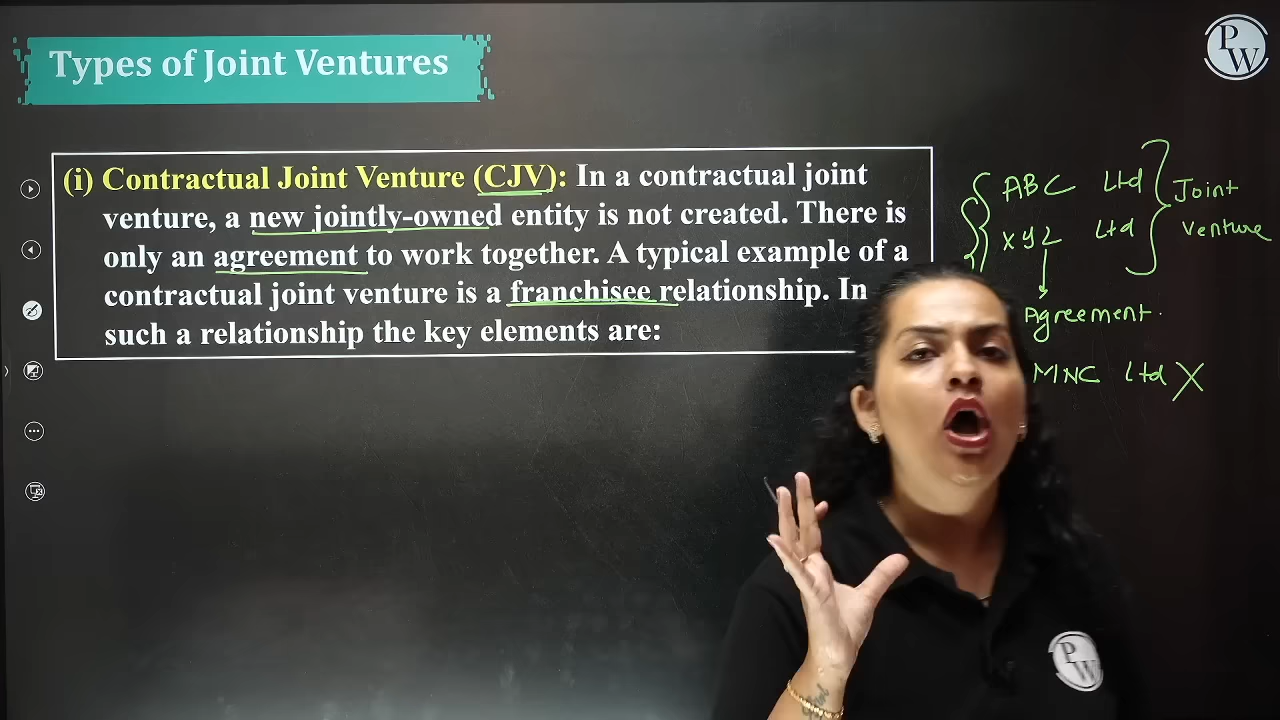 Types of Joint Ventures
PW
(i) Contractual Joint Venture (CJV): In a contractual joint
venture, a new jointly-owned entity is not created. There is
only an agreement to work together. A typical example of a
contractual joint venture is a franchisee relationship. In
such a relationship the key elements are:
ABC Ltd
XYZ Ltd
Joint
venture
Agreement.
MNC Ltd X
PW